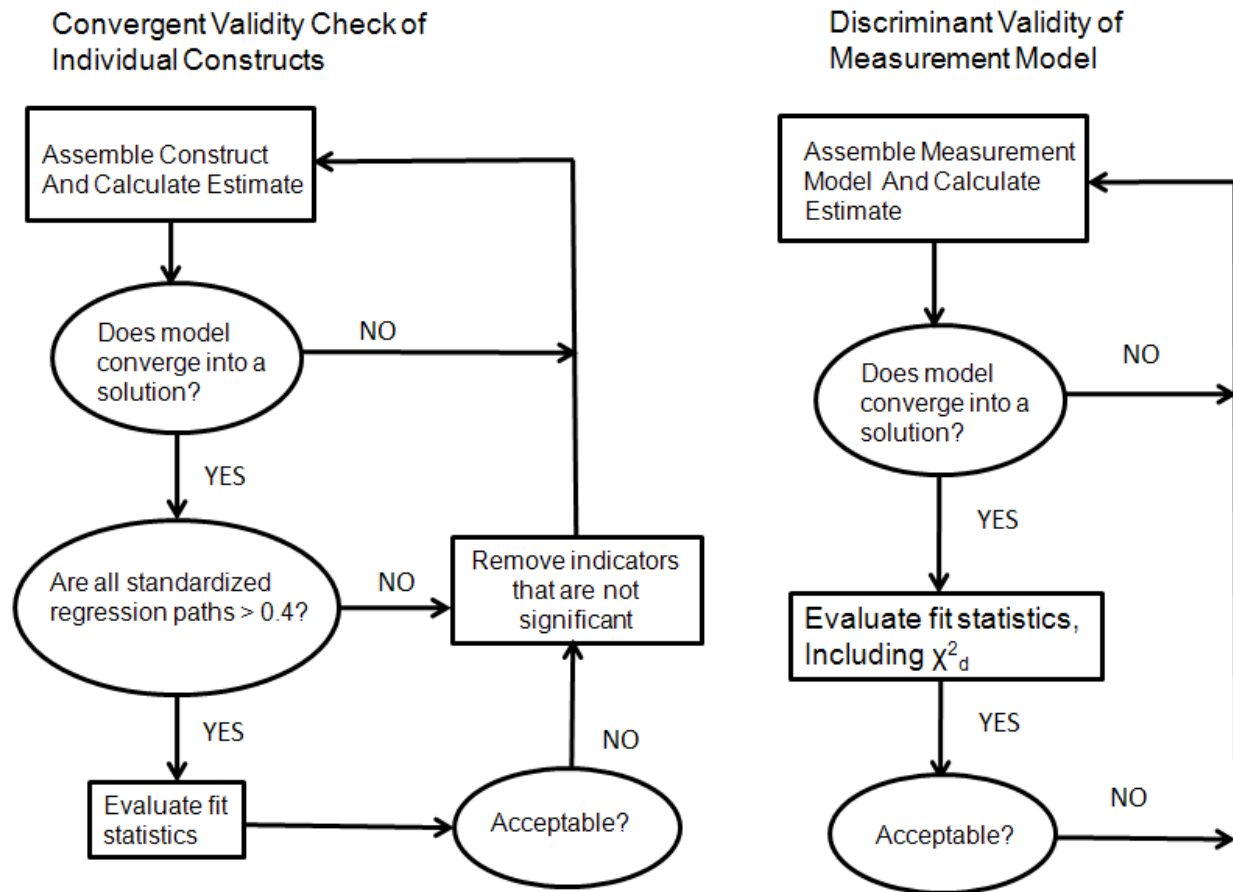 Convergent Validity Check of
Individual Constructs
Assemble Construct
And Calculate Estimate
Does model
converge into a
solution?
NO
YES
Are all standardized
regression paths > 0.4?
NO
Remove indicators
that are not
significant
YES
NO
Evaluate fit
statistics
Acceptable?
Discriminant Validity of
Measurement Model
Assemble Measurement
Model And Calculate
Estimate
Does model
converge into a
solution?
NO
YES
Evaluate fit statistics,
Including χ²d
YES
Acceptable?
NO